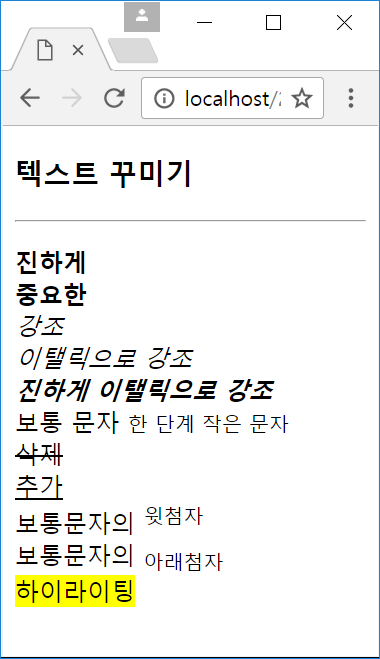 localhost/
텍스트 꾸미기
진하게
중요한
강조
이탤릭으로 강조
진하게 이탤릭으로 강조
보통 문자 한 단계 작은 문자
삭제
추가
보통문자의 윗첨자
보통문자의 아래첨자
하이라이팅